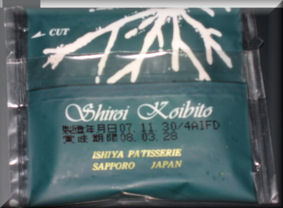 CUT
Shiroi Koibito
製造年月日07.11.30/4A1FD
賞味期限08.03.28
ISHIYA PATISSERIE
SAPPORO JAPAN